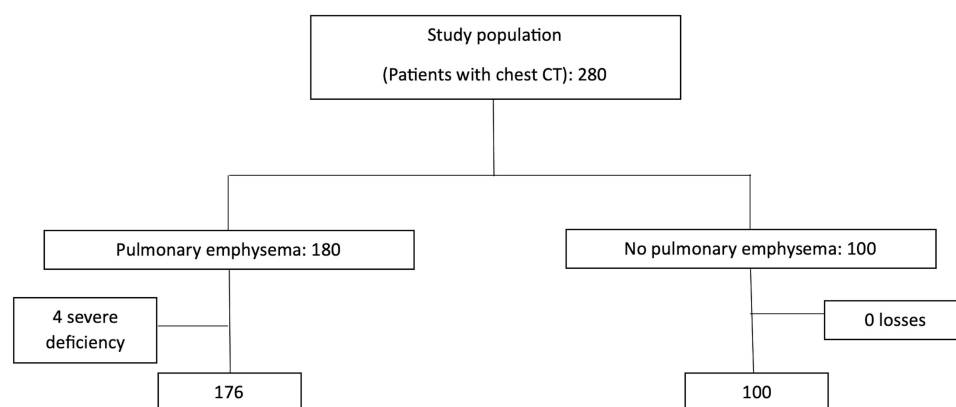 Study population
(Patients with chest CT): 280
Pulmonary emphysema: 180
No pulmonary emphysema: 100
4 severe
deficiency
0 losses
176
100